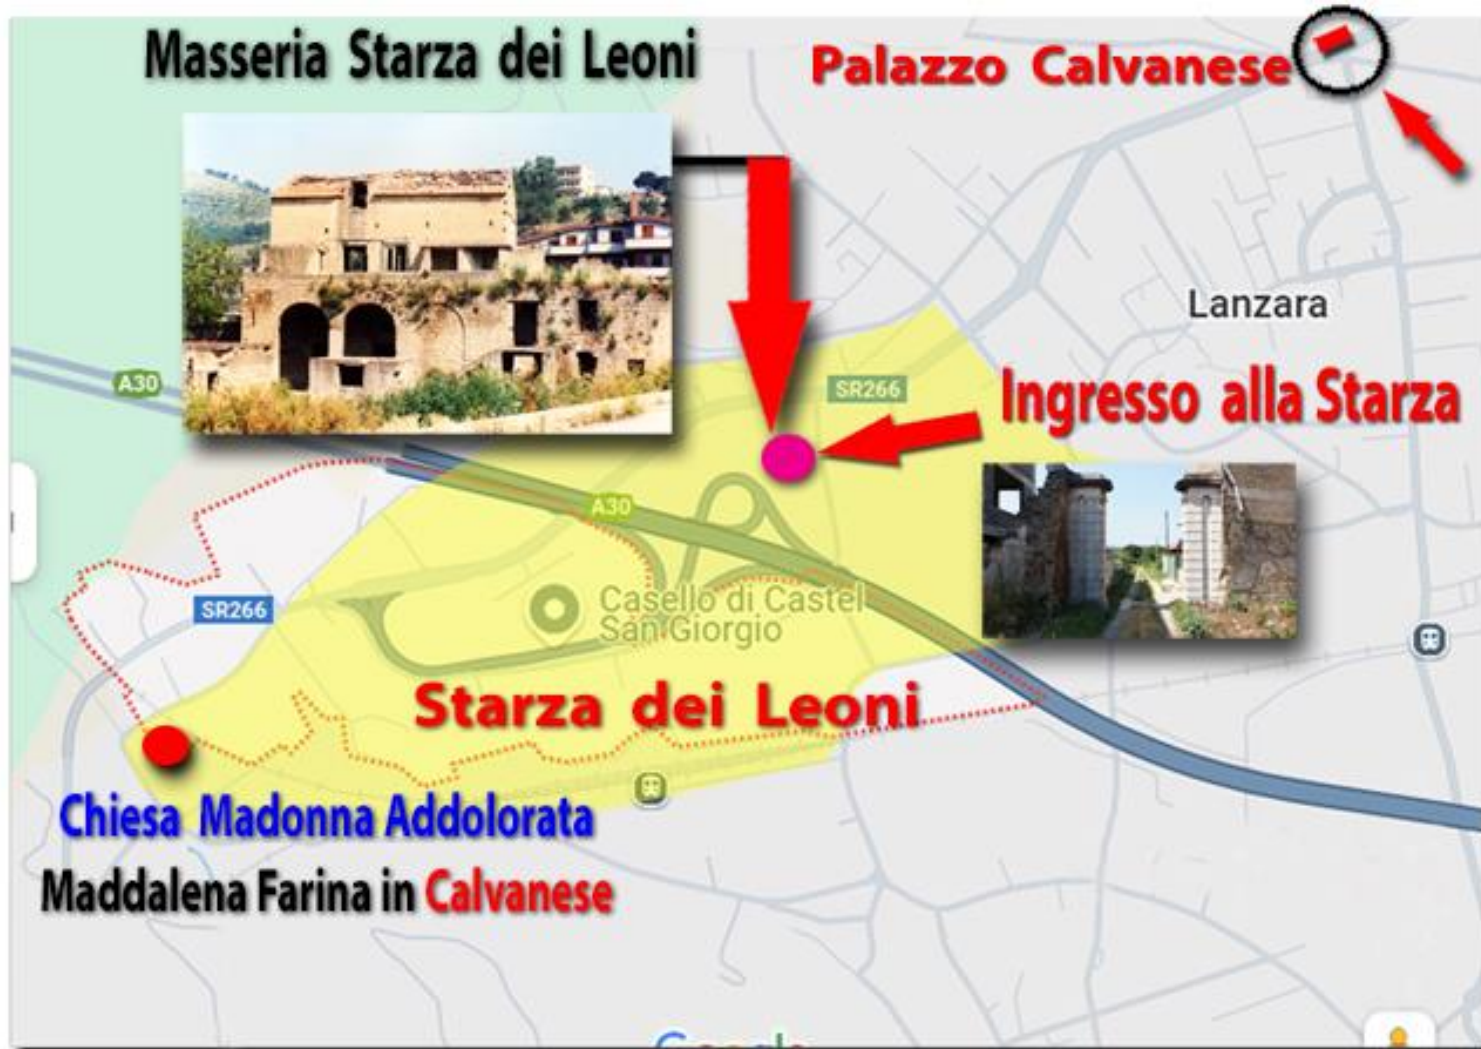 Masseria Starza dei Leoni
Palazzo Calvanese
Lanzara
A30
SR266
Ingresso alla Starza
A30
SR266
Casello di Castel
San Giorgio
Starza dei Leoni
Chiesa Madonna Addolorata
Maddalena Farina in Calvanese
Google